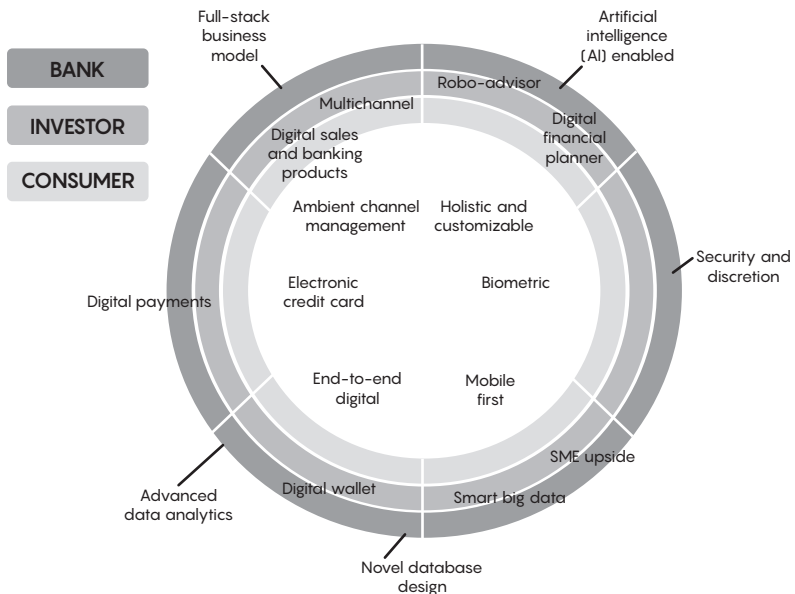 Full-stack
business
model
Artificial
intelligence
(AI) enabled
BANK
INVESTOR
CONSUMER
Robo-advisor
Multichannel
Digital
financial
planner
Digital sales
and banking
products
Ambient channel
management
Holistic and
customizable
Security and
discretion
Electronic
credit card
Biometric
Digital payments
End-to-end
digital
Mobile
first
SME upside
Digital wallet
Smart big data
Advanced
data analytics
Novel database
design